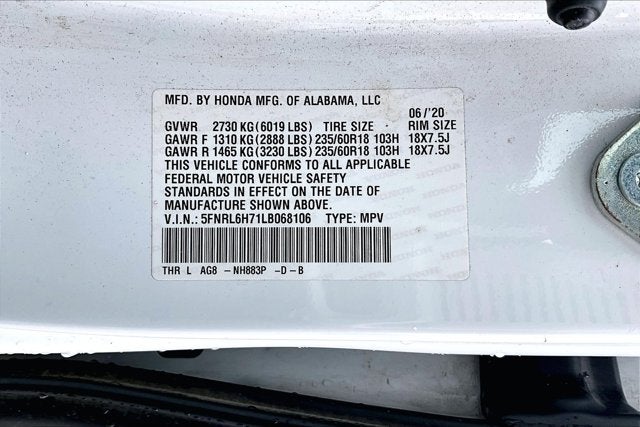 MFD. BY HONDA MFG. OF ALABAMA, LLC 06/'20
GVWR 2730 KG(6019 LBS) TIRE SIZE RIM SIZE
GAWR F 1310 KG(2888 LBS) 235/60R18 103H 18X7.5J
GAWR R 1465 KG(3230 LBS) 235/60R18 103H 18X7.5J
THIS VEHICLE CONFORMS TO ALL APPLICABLE
FEDERAL MOTOR VEHICLE SAFETY
STANDARDS IN EFFECT ON THE DATE OF
MANUFACTURE SHOWN ABOVE.
V.I.N.: 5FNRL6H71LB068106 TYPE: MPV
THR L AG8 -NH883P -D-B